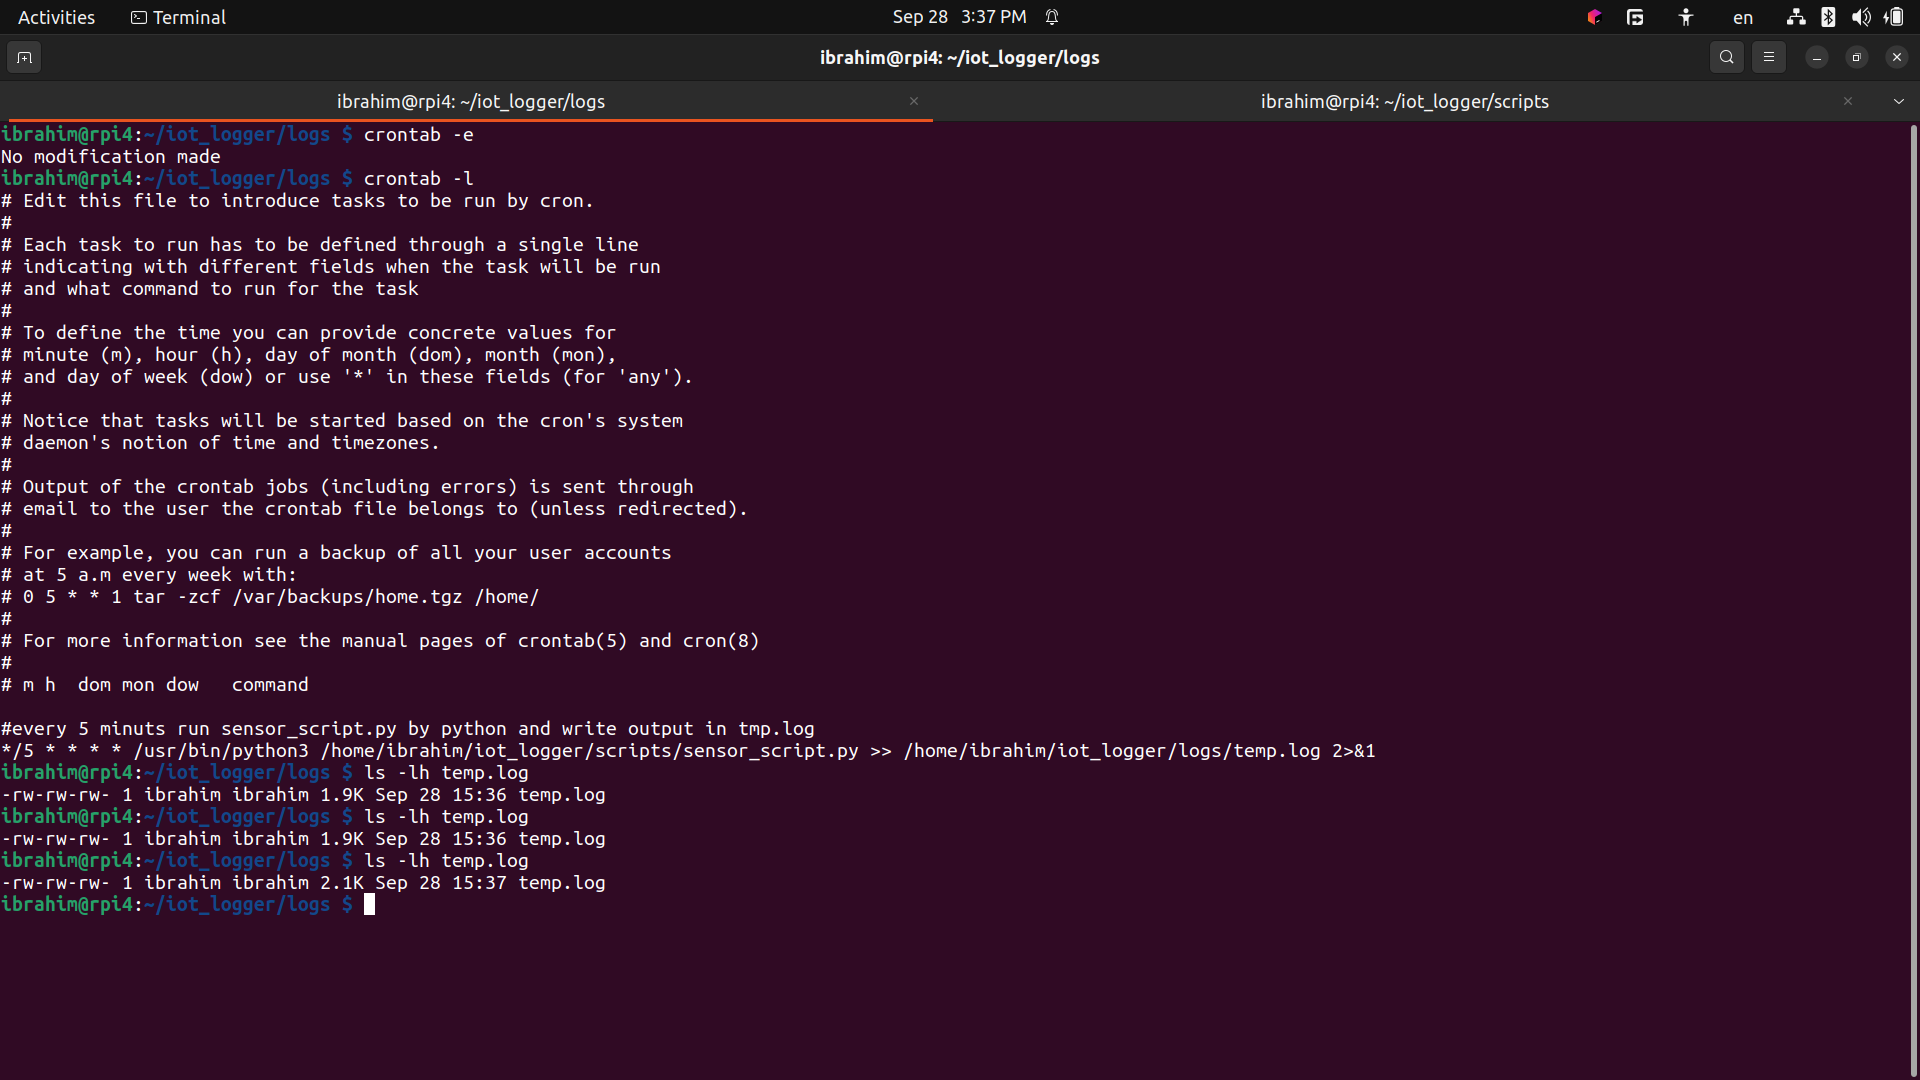 Activities Terminal Sep 28 3:37 PM en
ibrahim@rpi4: ~/iot_logger/logs
ibrahim@rpi4: ~/iot_logger/logs ibrahim@rpi4: ~/iot_logger/scripts
ibrahim@rpi4:~/iot_logger/logs $ crontab -e
No modification made
ibrahim@rpi4:~/iot_logger/logs $ crontab -l
# Edit this file to introduce tasks to be run by cron.
#
# Each task to run has to be defined through a single line
# indicating with different fields when the task will be run
# and what command to run for the task
#
# To define the time you can provide concrete values for
# minute (m), hour (h), day of month (dom), month (mon),
# and day of week (dow) or use '*' in these fields (for 'any').
#
# Notice that tasks will be started based on the cron's system
# daemon's notion of time and timezones.
#
# Output of the crontab jobs (including errors) is sent through
# email to the user the crontab file belongs to (unless redirected).
#
# For example, you can run a backup of all your user accounts
# at 5 a.m every week with:
# 0 5 * * 1 tar -zcf /var/backups/home.tgz /home/
#
# For more information see the manual pages of crontab(5) and cron(8)
#
# m h  dom mon dow   command
#every 5 minuts run sensor_script.py by python and write output in tmp.log
*/5 * * * * /usr/bin/python3 /home/ibrahim/iot_logger/scripts/sensor_script.py >> /home/ibrahim/iot_logger/logs/temp.log 2>&1
ibrahim@rpi4:~/iot_logger/logs $ ls -lh temp.log
-rw-rw-rw- 1 ibrahim ibrahim 1.9K Sep 28 15:36 temp.log
ibrahim@rpi4:~/iot_logger/logs $ ls -lh temp.log
-rw-rw-rw- 1 ibrahim ibrahim 1.9K Sep 28 15:36 temp.log
ibrahim@rpi4:~/iot_logger/logs $ ls -lh temp.log
-rw-rw-rw- 1 ibrahim ibrahim 2.1K Sep 28 15:37 temp.log
ibrahim@rpi4:~/iot_logger/logs $